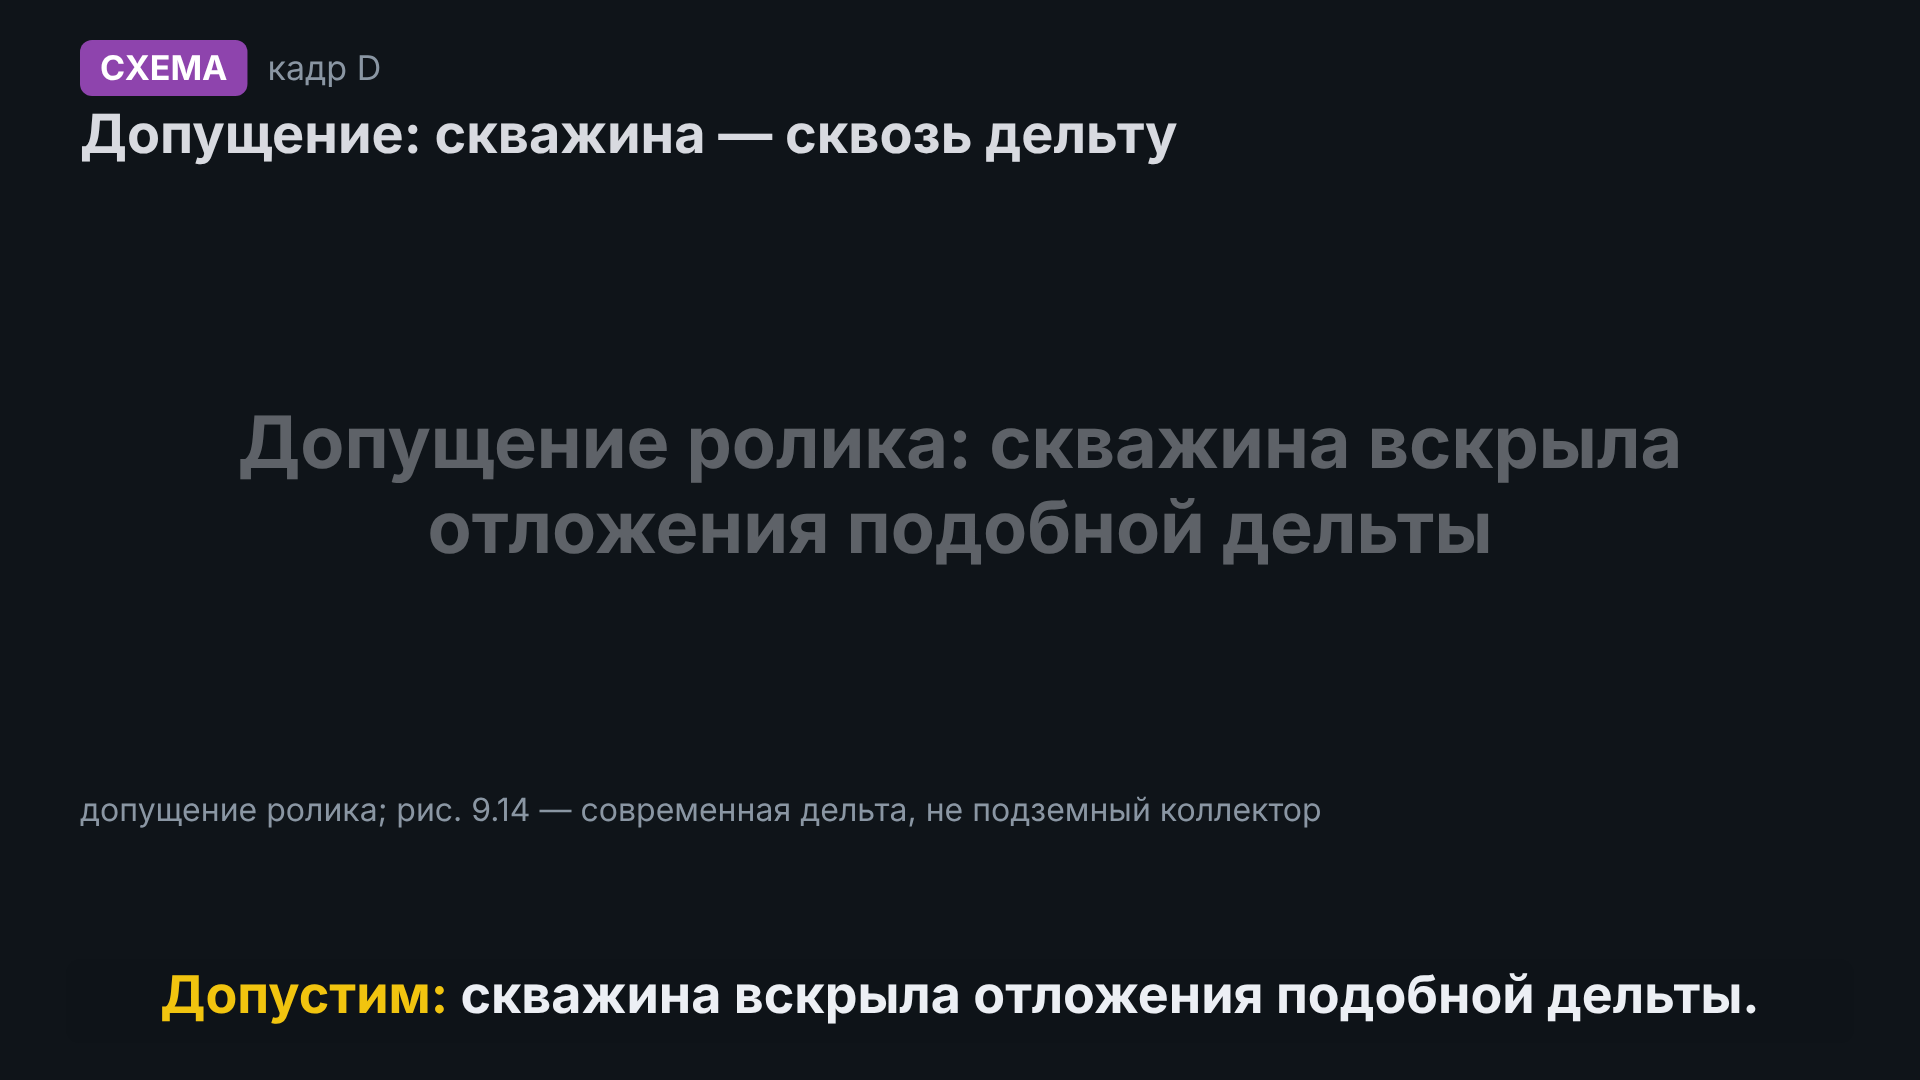 СХЕМА кадр D
Допущение: скважина — сквозь дельту
Допущение ролика: скважина вскрыла
отложения подобной дельты
допущение ролика; рис. 9.14 — современная дельта, не подземный коллектор
Допустим: скважина вскрыла отложения подобной дельты.